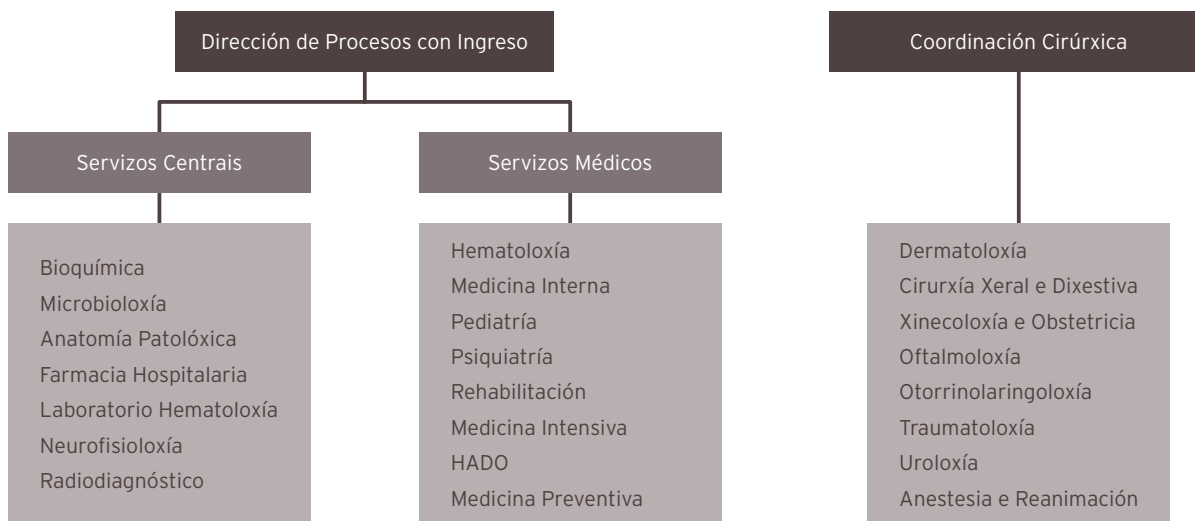 Dirección de Procesos con Ingreso
Servizos Centrais
Bioquímica
Microbioloxía
Anatomía Patolóxica
Farmacia Hospitalaria
Laboratorio Hematoloxía
Neurofisioloxía
Radiodiagnóstico
Servizos Médicos
Hematoloxía
Medicina Interna
Pediatría
Psiquiatría
Rehabilitación
Medicina Intensiva
HADO
Medicina Preventiva
Coordinación Cirúrxica
Dermatoloxía
Cirurxía Xeral e Dixestiva
Xinecoloxía e Obstetricia
Oftalmoloxía
Otorrinolaringoloxía
Traumatoloxía
Uroloxía
Anestesia e Reanimación